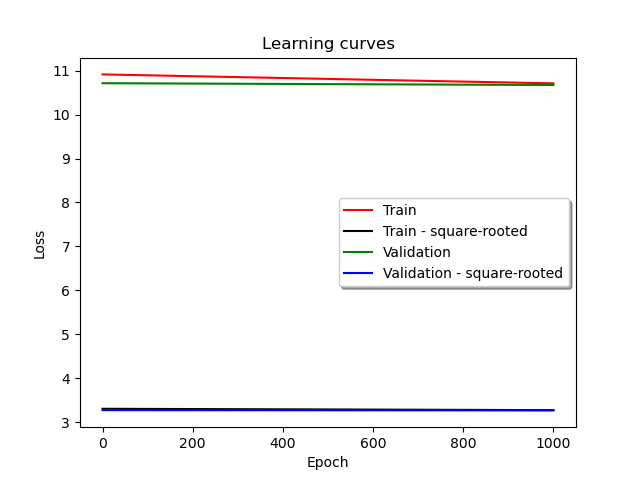 Learning curves
Loss
11
10
9
8
7
6
5
4
3
Train
Train - square-rooted
Validation
Validation - square-rooted
0 200 400 600 800 1000
Epoch